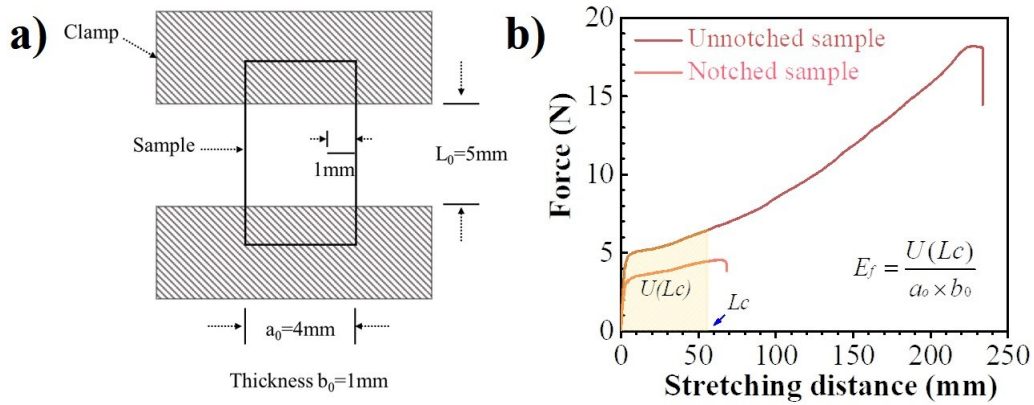 a)
Clamp
Sample
1mm
L₀=5mm
a₀=4mm
Thickness b₀=1mm
b)
20
15
10
5
0
Force (N)
Unnotched sample
Notched sample
U(Lc)
Lc
E_f = U(Lc) / a₀ × b₀
0 50 100 150 200 250
Stretching distance (mm)